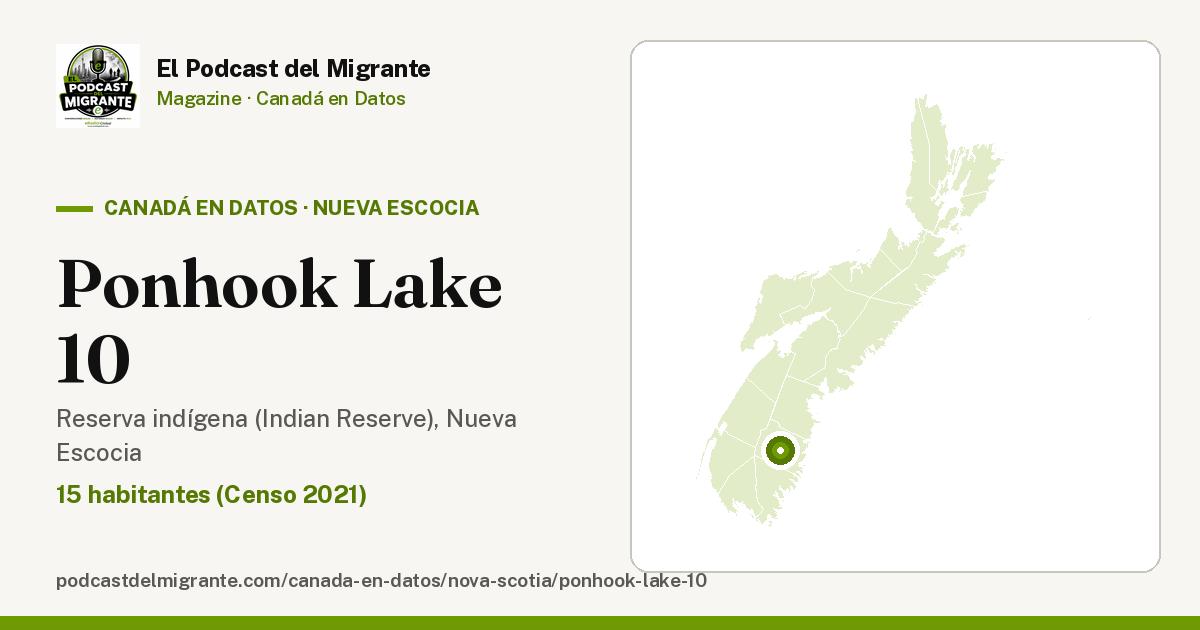 El Podcast del Migrante
Magazine · Canadá en Datos
EL
PODCAST
DEL
MIGRANTE
CANADÁ EN DATOS · NUEVA ESCOCIA
Ponhook Lake
10
Reserva indígena (Indian Reserve), Nueva
Escocia
15 habitantes (Censo 2021)
podcastdelmigrante.com/canada-en-datos/nova-scotia/ponhook-lake-10